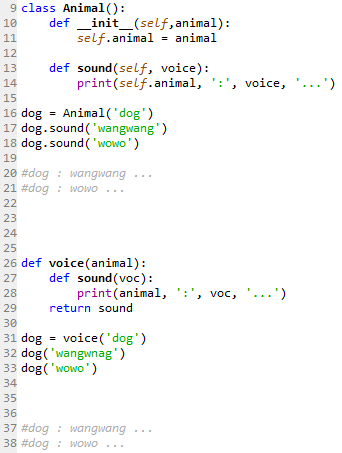 9 class Animal():
10     def __init__(self,animal):
11         self.animal = animal
12
13     def sound(self, voice):
14         print(self.animal, ':', voice, '...')
15
16 dog = Animal('dog')
17 dog.sound('wangwang')
18 dog.sound('wowo')
19
20 #dog : wangwang ...
21 #dog : wowo ...
22
23
24
25
26 def voice(animal):
27     def sound(voc):
28         print(animal, ':', voc, '...')
29     return sound
30
31 dog = voice('dog')
32 dog('wangwnag')
33 dog('wowo')
34
35
36
37 #dog : wangwang ...
38 #dog : wowo ...